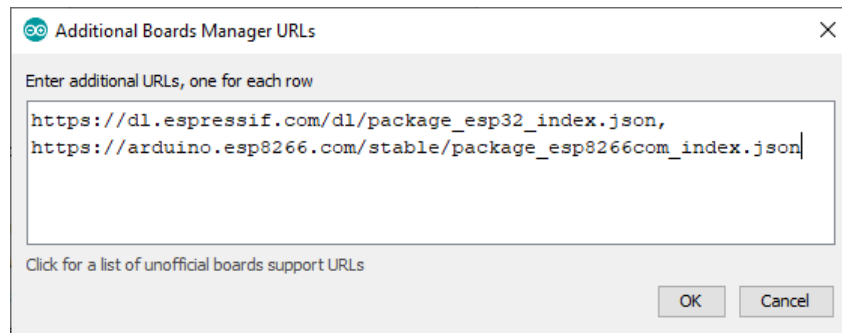 Additional Boards Manager URLs
Enter additional URLs, one for each row
https://dl.espressif.com/dl/package_esp32_index.json,
https://arduino.esp8266.com/stable/package_esp8266com_index.json
Click for a list of unofficial boards support URLs
OK Cancel